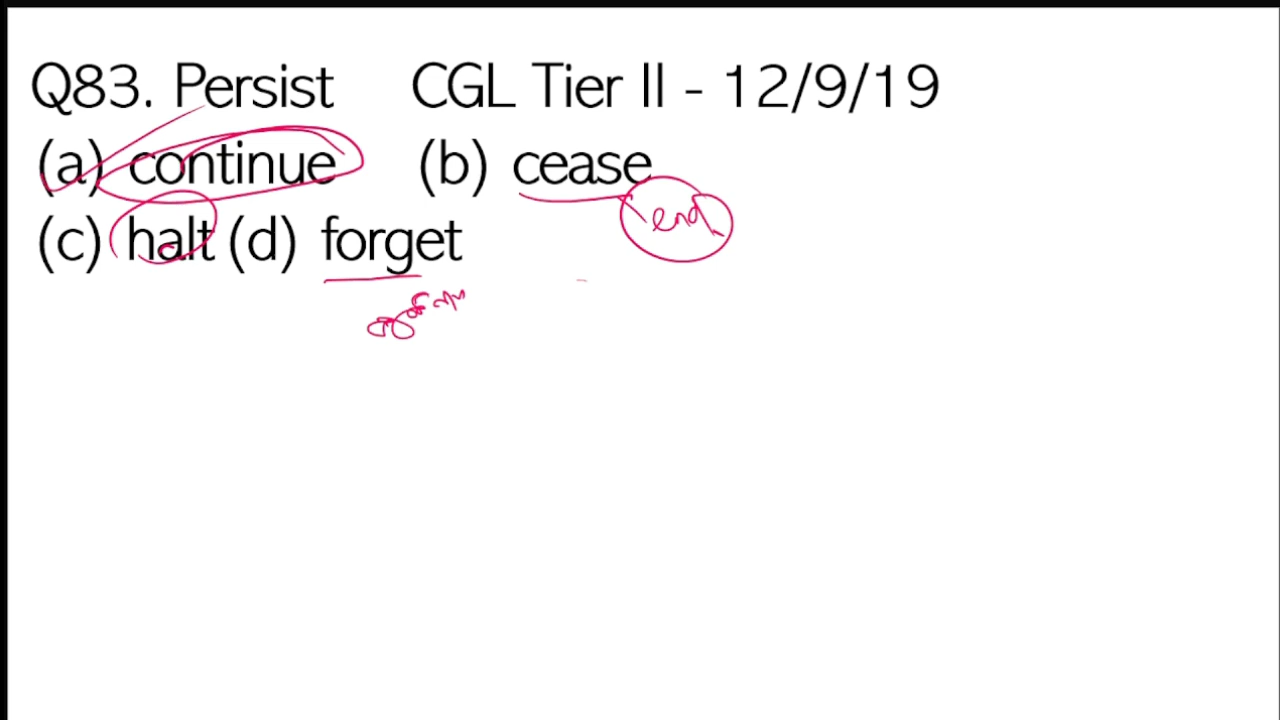 Q83. Persist CGL Tier II - 12/9/19
(a) continue (b) cease
end
(c) halt (d) forget